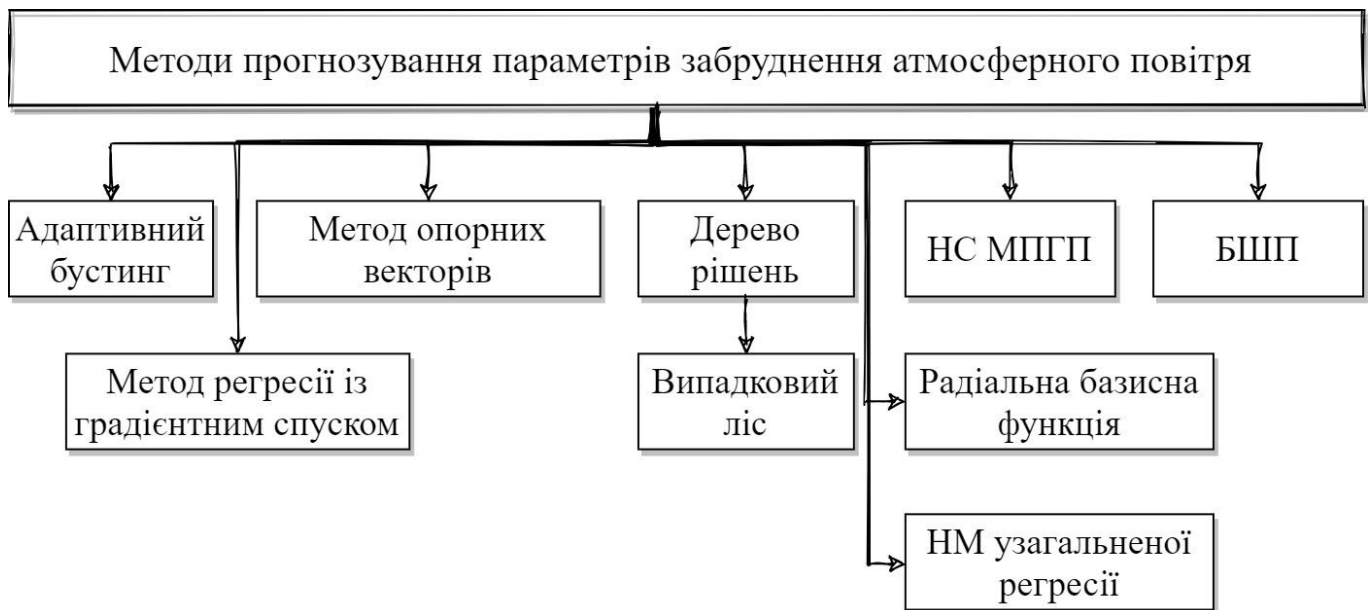 Методи прогнозування параметрів забруднення атмосферного повітря
Адаптивний
бустинг
Метод опорних
векторів
Дерево
рішень
НС МПГП
БШП
Метод регресії із
градієнтним спуском
Випадковий
ліс
Радіальна базисна
функція
НМ узагальненої
регресії